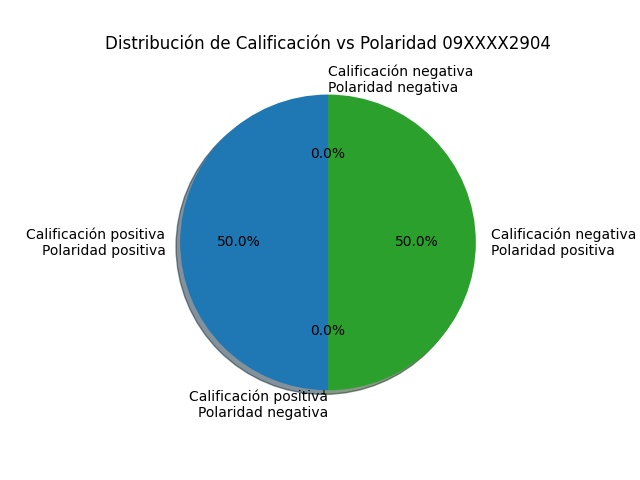 Distribución de Calificación vs Polaridad 09XXXX2904
Calificación negativa
Polaridad negativa
0.0%
Calificación positiva
Polaridad positiva
50.0%
50.0%
Calificación negativa
Polaridad positiva
0.0%
Calificación positiva
Polaridad negativa